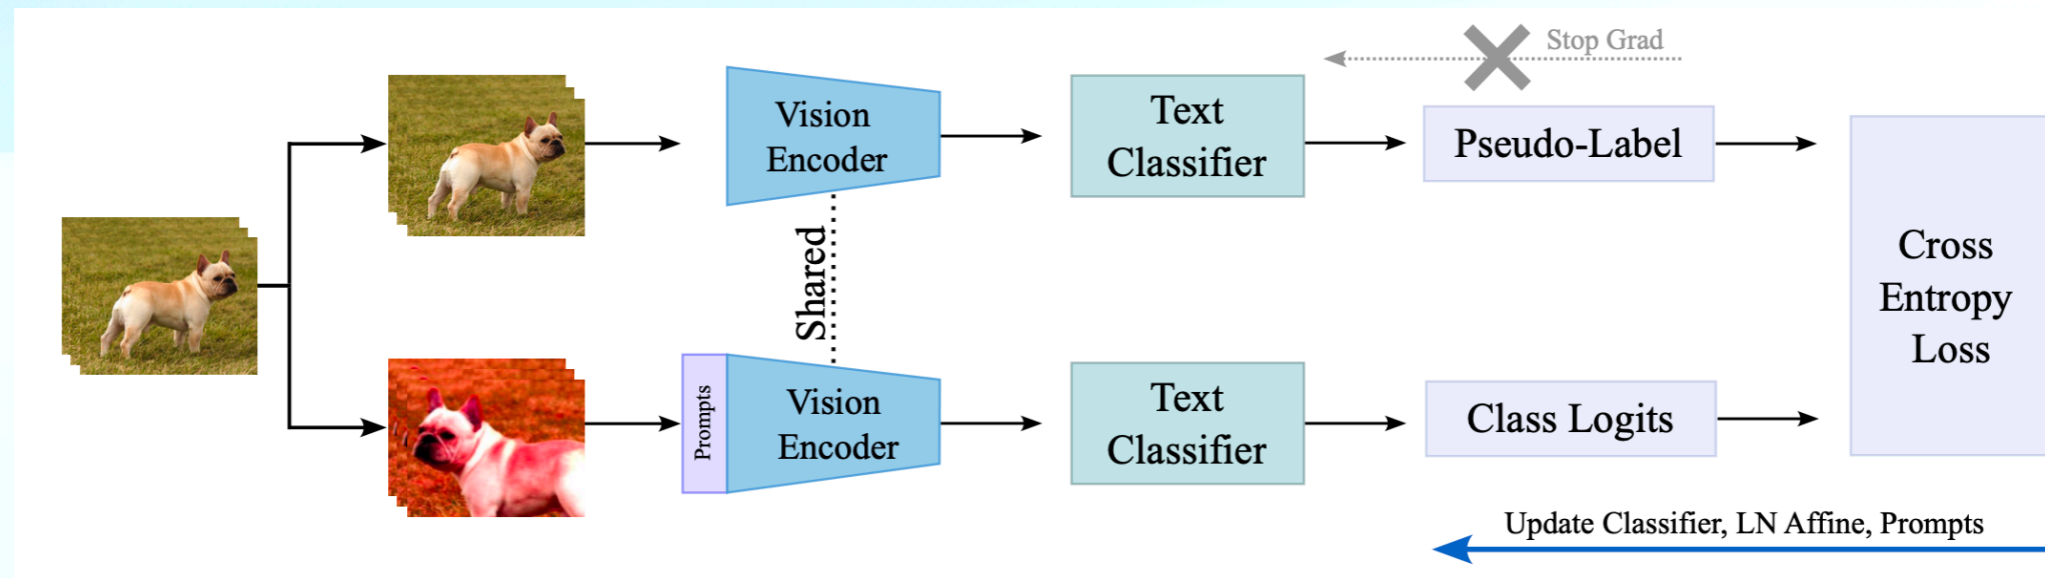 Stop Grad
Vision
Encoder
Text
Classifier
Pseudo-Label
Shared
Cross
Entropy
Loss
Prompts
Vision
Encoder
Text
Classifier
Class Logits
Update Classifier, LN Affine, Prompts